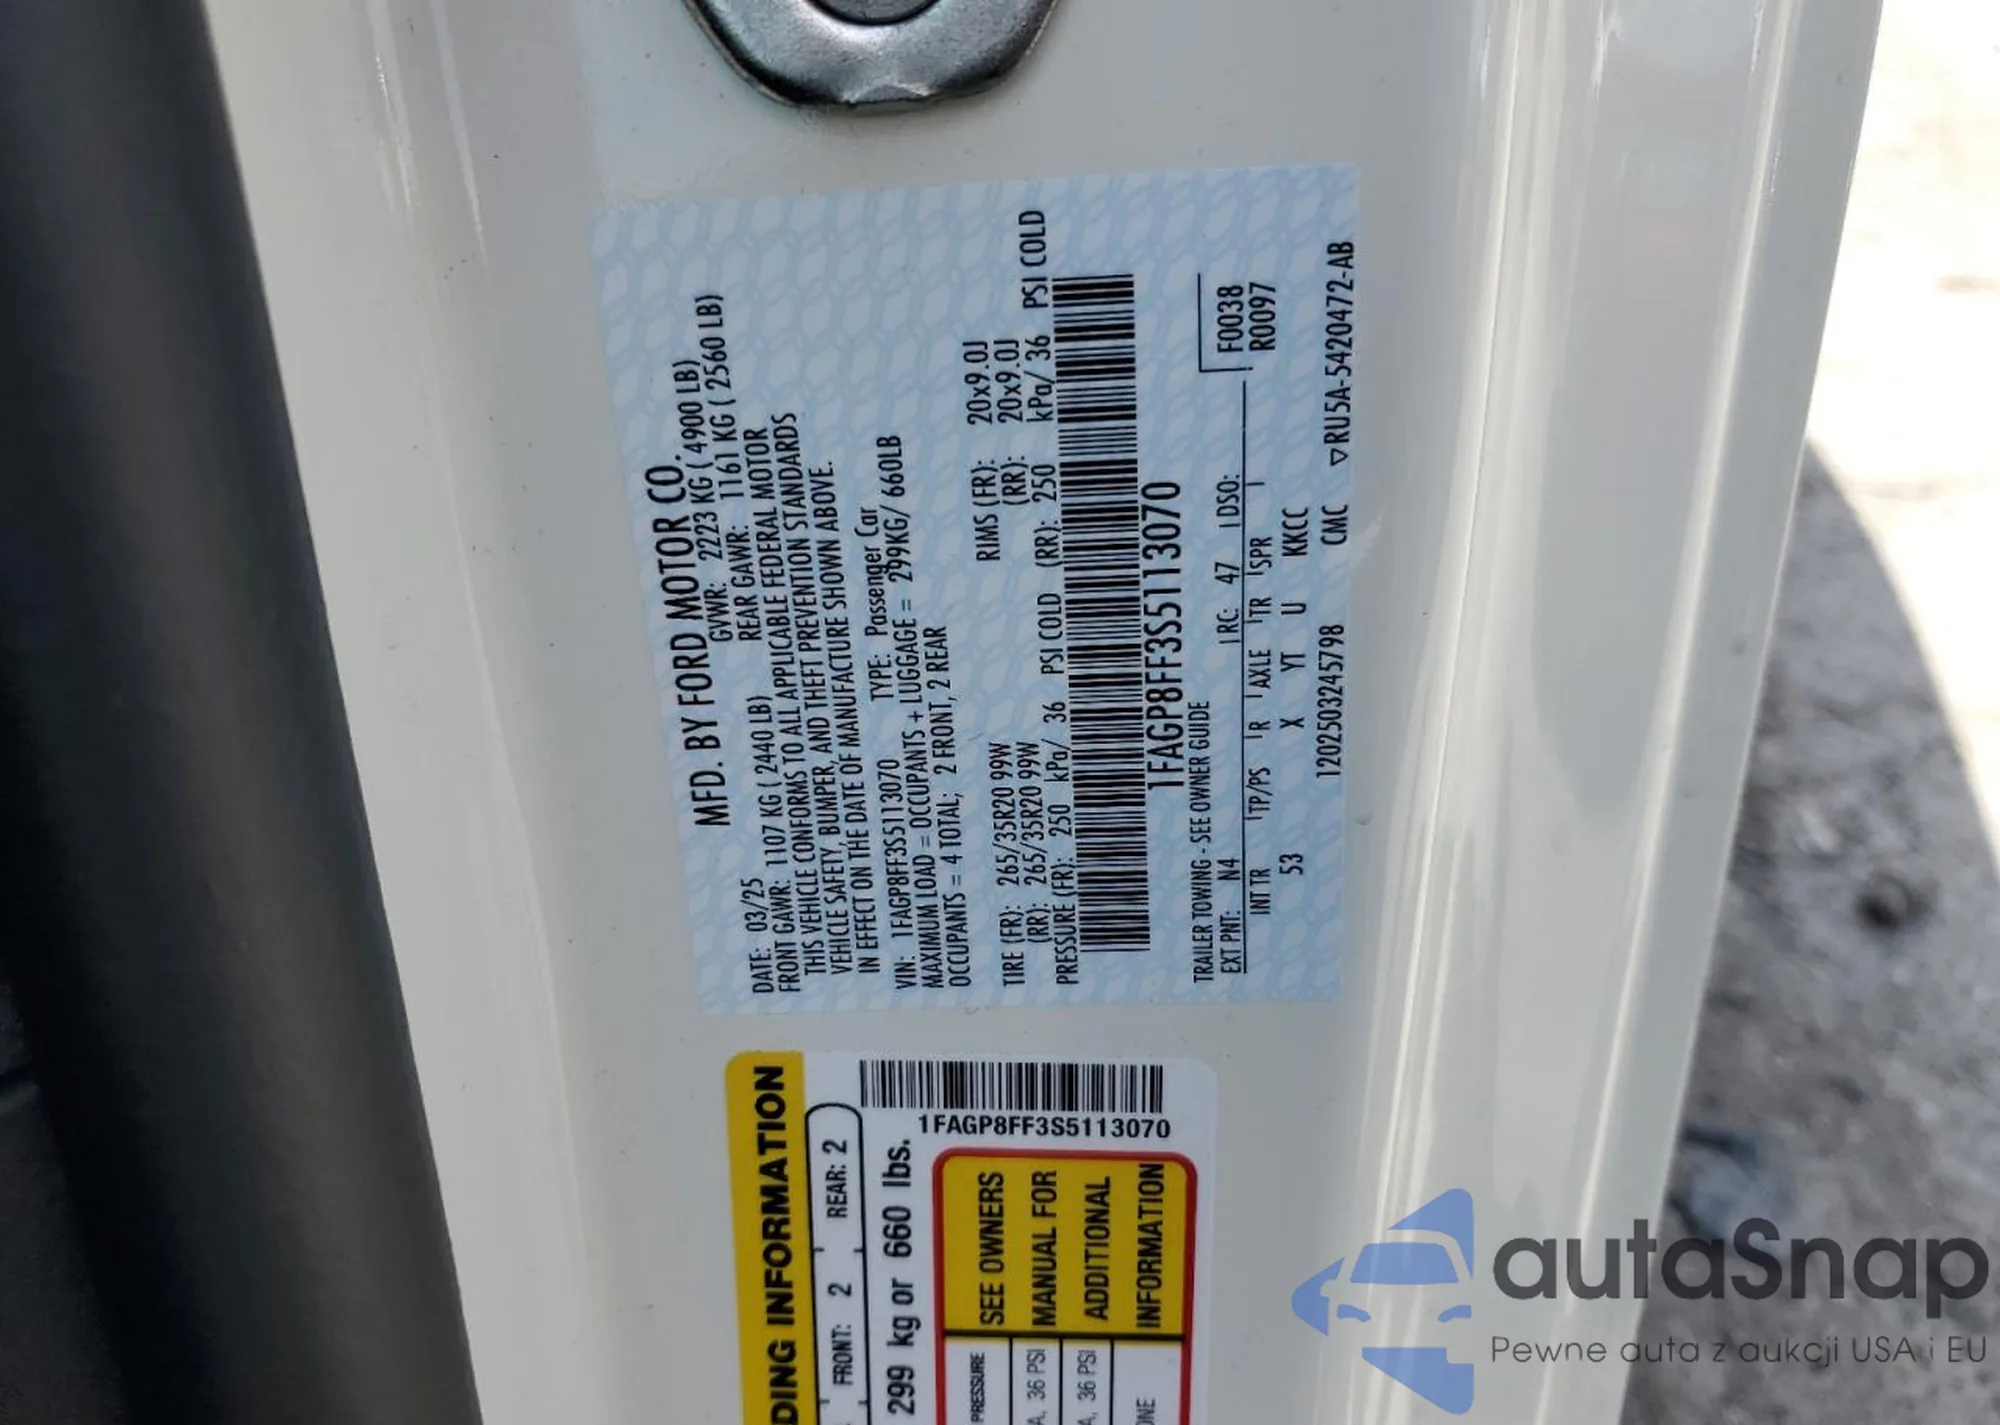 MFD. BY FORD MOTOR CO.
DATE: 03/25 GVWR: 2223 KG ( 4900 LB)
FRONT GAWR: 1107 KG ( 2440 LB) REAR GAWR: 1161 KG ( 2560 LB)
THIS VEHICLE CONFORMS TO ALL APPLICABLE FEDERAL MOTOR
VEHICLE SAFETY, BUMPER, AND THEFT PREVENTION STANDARDS
IN EFFECT ON THE DATE OF MANUFACTURE SHOWN ABOVE.
VIN: 1FAGP8FF3S5113070 TYPE: Passenger Car
MAXIMUM LOAD = OCCUPANTS + LUGGAGE = 299KG/ 660LB
OCCUPANTS = 4 TOTAL; 2 FRONT, 2 REAR
TIRE (FR): 265/35R20 99W RIMS (FR): 20x9.0J
(RR): 265/35R20 99W (RR): 20x9.0J
PRESSURE (FR): 250 kPa/ 36 PSI COLD (RR): 250 kPa/ 36 PSI COLD
1FAGP8FF3S5113070
TRAILER TOWING - SEE OWNER GUIDE
F0038
EXT PNT: N4 RC: 47 DSO:
R0097
INT TR TP/PS R AXLE TR SPR
53 X YT U KKCC
120250324579​8 CMC ▽RU5A-5420472-AB
DING INFORMATION
FRONT: 2 REAR: 2
299 kg or 660 lbs.
1FAGP8FF3S5113070
PRESSURE
A, 36 PSI
A, 36 PSI
ONE
SEE OWNERS
MANUAL FOR
ADDITIONAL
INFORMATION
autaSnap
Pewne auta z aukcji USA i EU